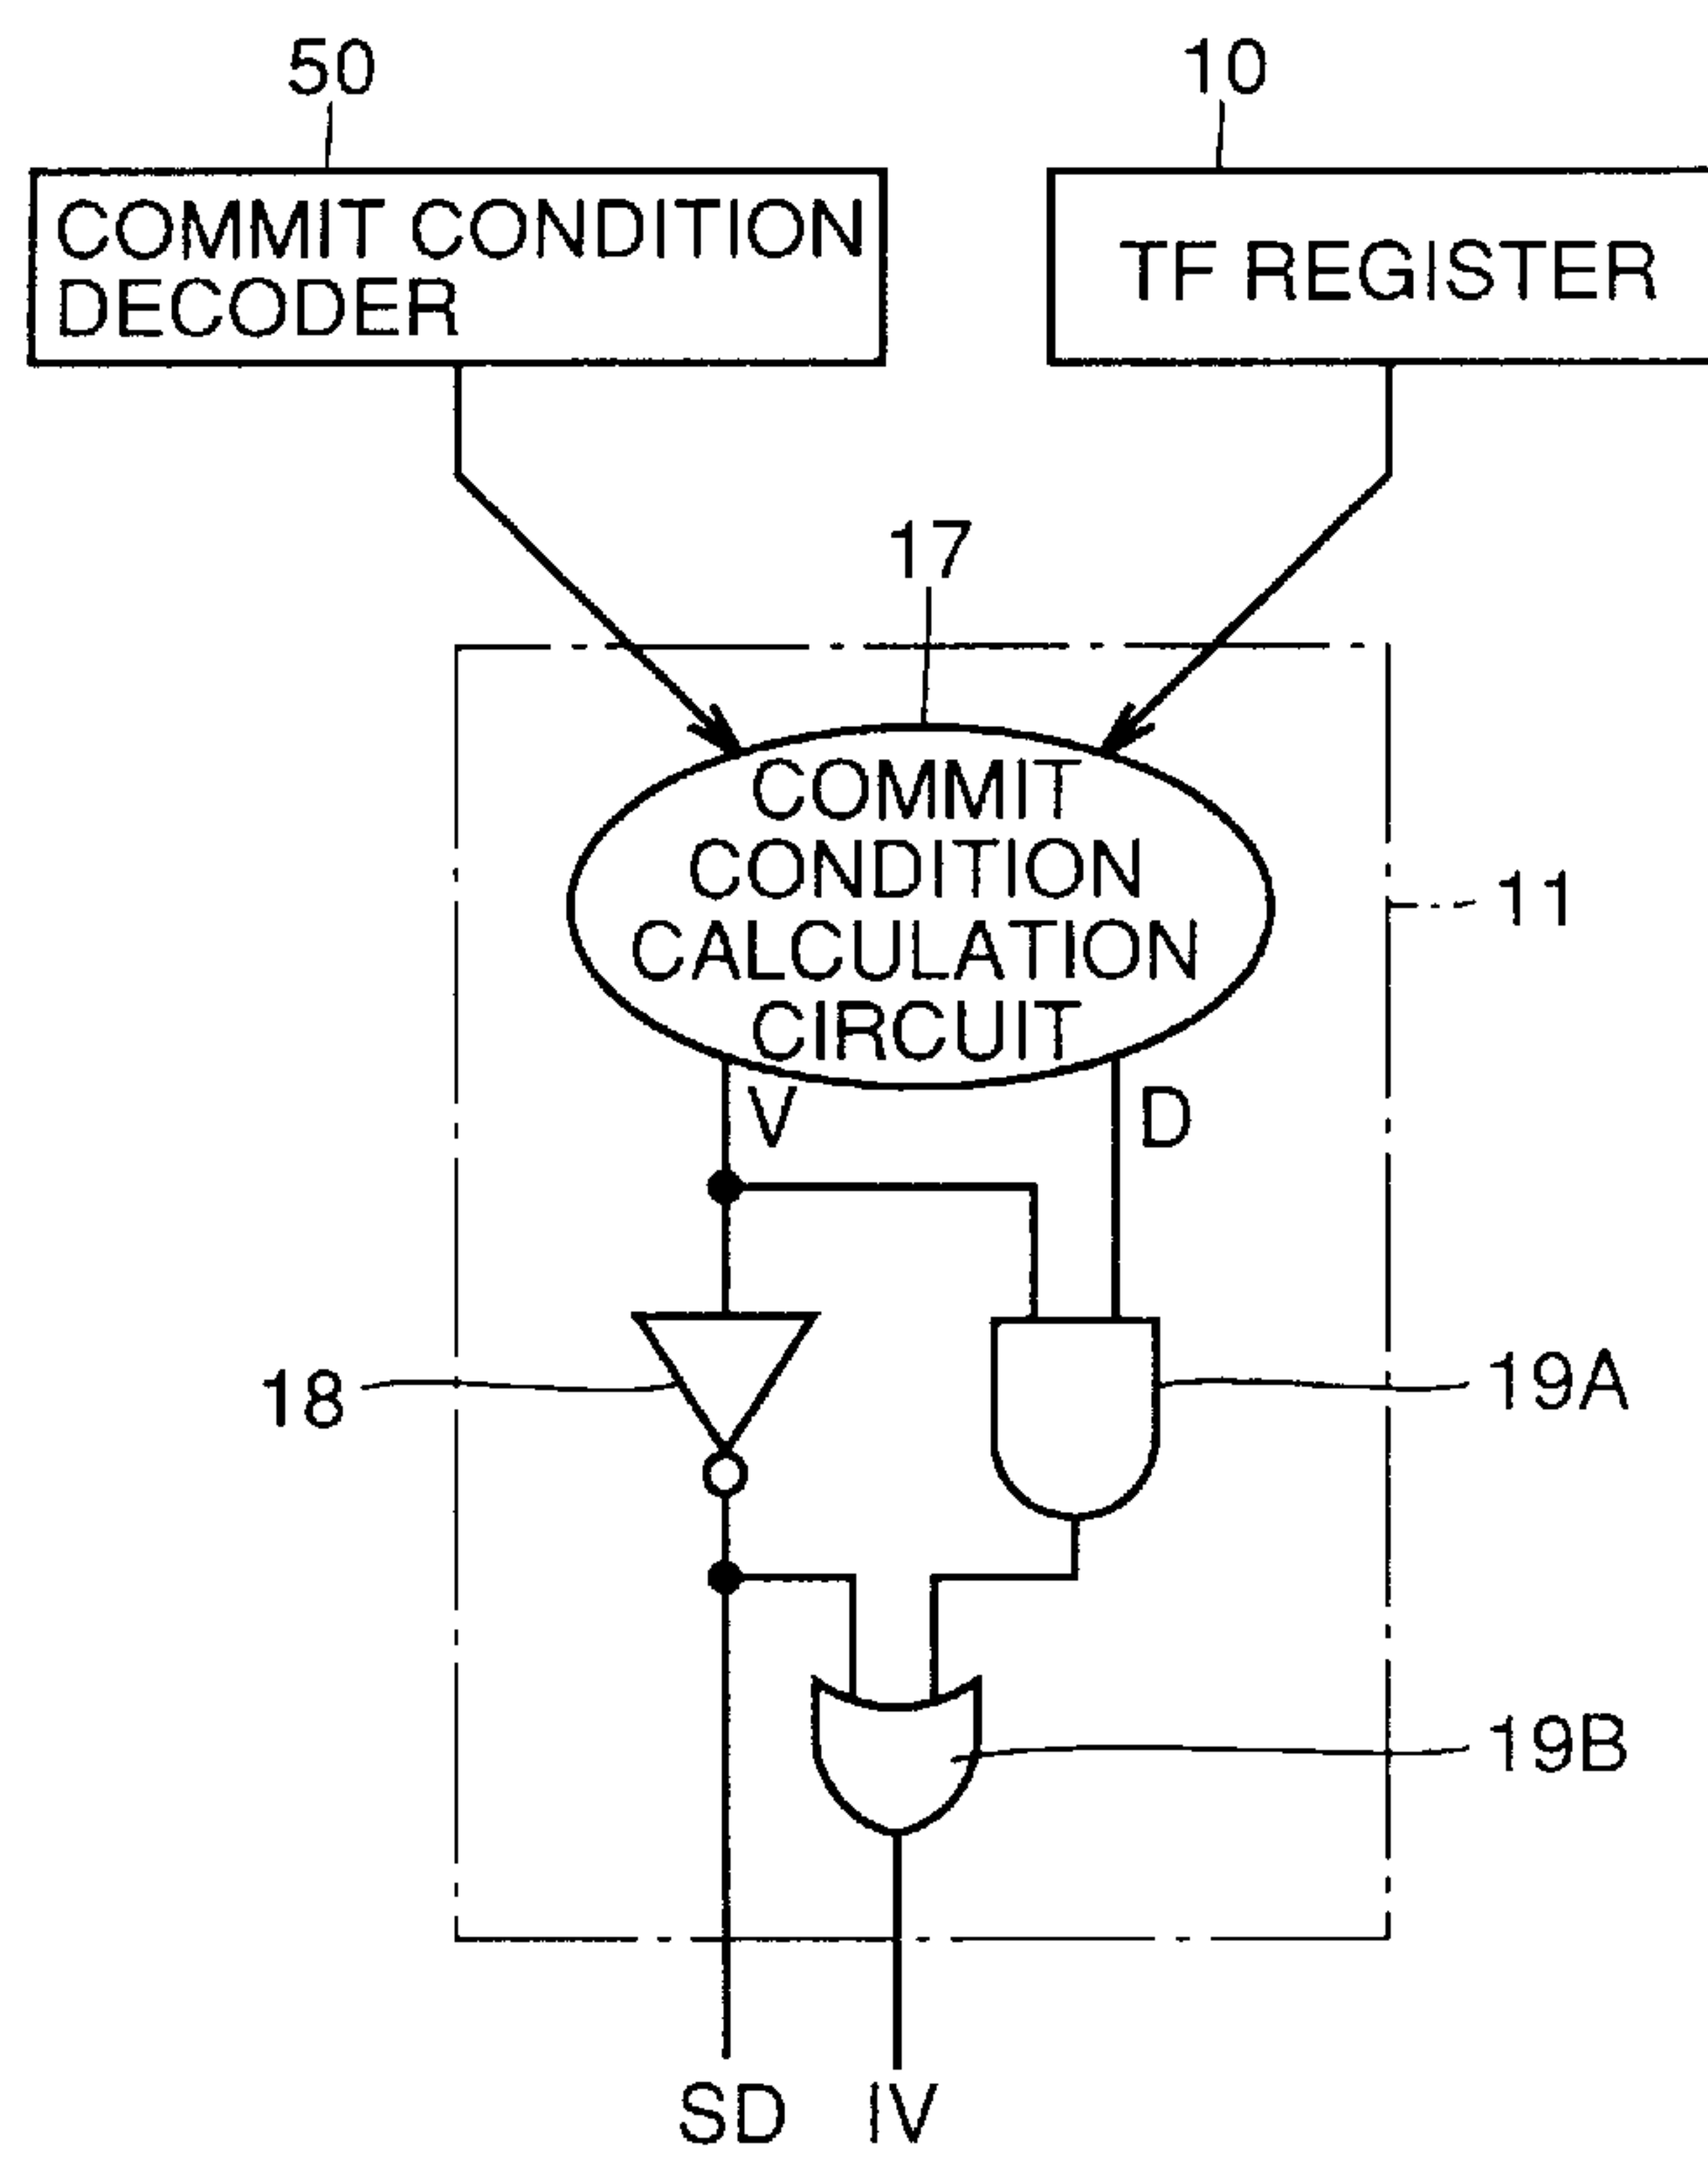 50
10
COMMIT CONDITION
DECODER
TF REGISTER
17
COMMIT
CONDITION
CALCULATION
CIRCUIT
11
V
D
18
19A
19B
SD
IV